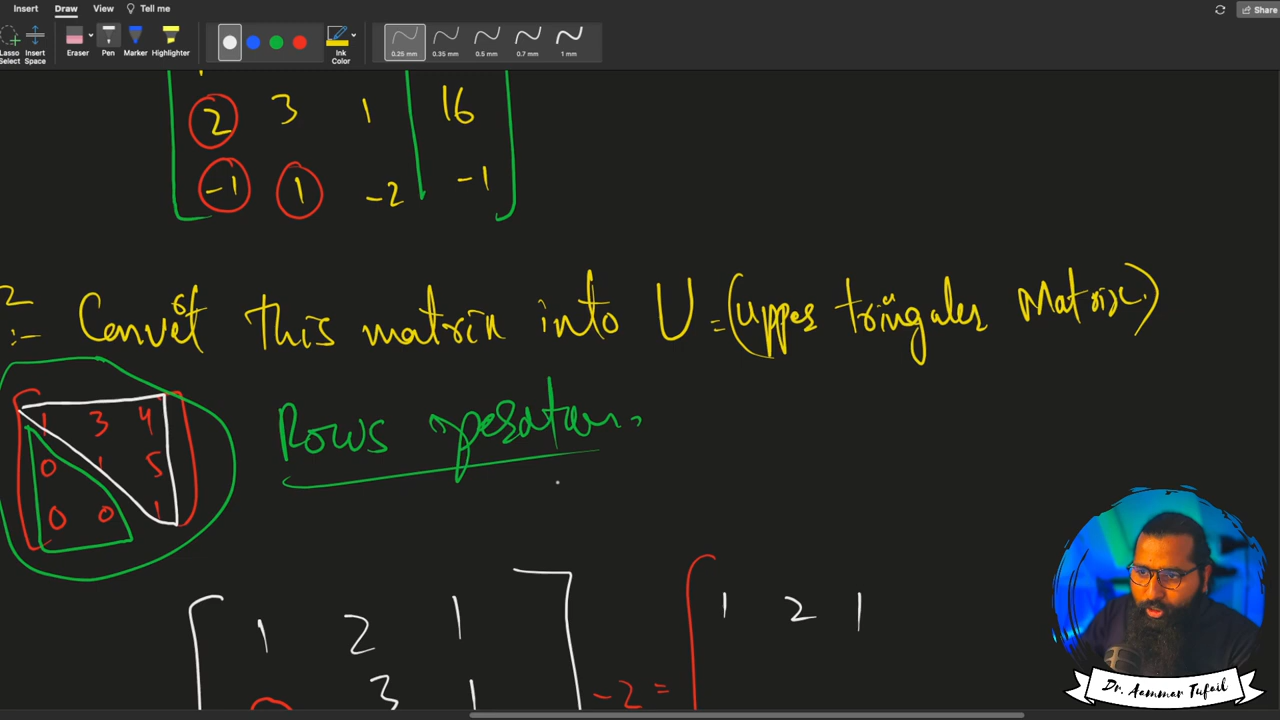 Insert Draw View Tell me
Share
Lasso Select Insert Space Eraser Pen Marker Highlighter Ink Color 0.25 mm 0.35 mm 0.5 mm 0.7 mm 1 mm
2 3 1 16
-1 1 -2 -1
2 :- Convert this matrix into U = (upper triangular Matrix.)
1 3 4
0 1 5
0 0 1
Rows operation.
1 2 1
3 1 -2 =
1 2 1
Dr. Aammar Tufail